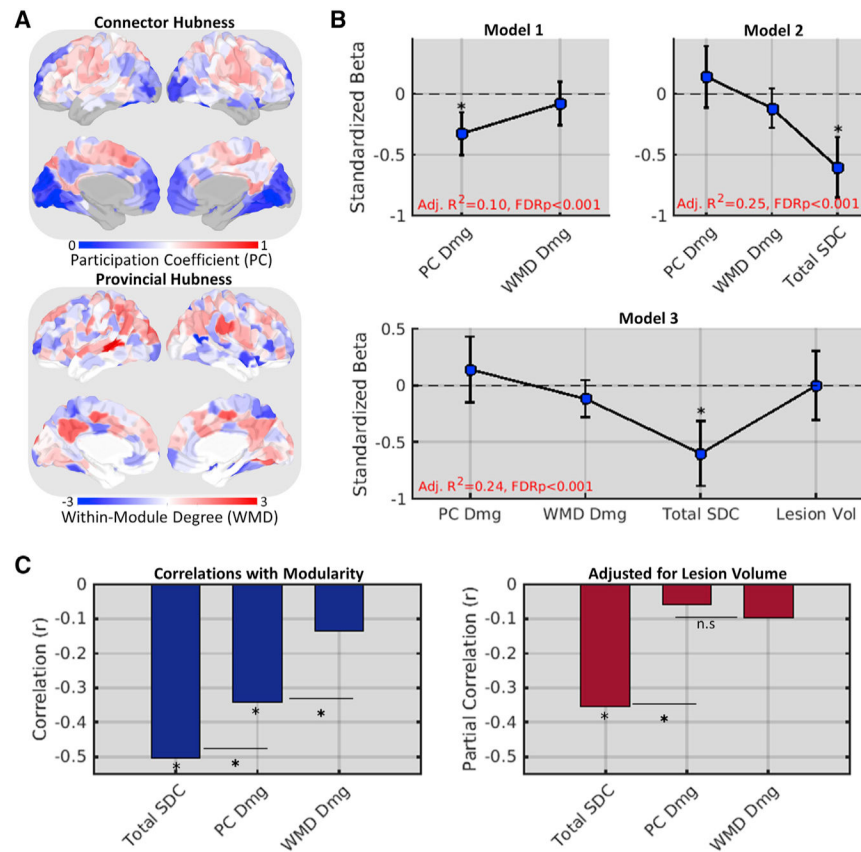 A
Connector Hubness
0 1
Participation Coefficient (PC)
Provincial Hubness
-3 3
Within-Module Degree (WMD)
B
Model 1
Standardized Beta
0
-0.5
-1
*
Adj. R²=0.10, FDRp<0.001
PC Dmg
WMD Dmg
Model 2
0
-0.5
-1
*
Adj. R²=0.25, FDRp<0.001
PC Dmg
WMD Dmg
Total SDC
Model 3
Standardized Beta
0.5
0
-0.5
-1
*
Adj. R²=0.24, FDRp<0.001
PC Dmg WMD Dmg Total SDC Lesion Vol
C
Correlations with Modularity
Correlation (r)
0
-0.1
-0.2
-0.3
-0.4
-0.5
* * * *
Total SDC
PC Dmg
WMD Dmg
Adjusted for Lesion Volume
Partial Correlation (r)
0
-0.1
-0.2
-0.3
-0.4
-0.5
n.s
* *
Total SDC
PC Dmg
WMD Dmg